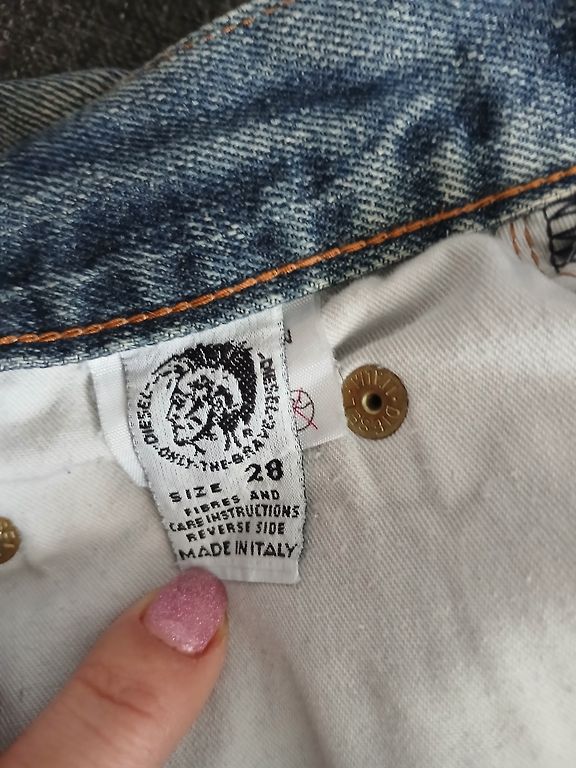 DIESEL
DIESEL
ONLY·THE·BRAVE
SIZE 28
FIBRES AND
CARE INSTRUCTIONS
REVERSE SIDE
MADE IN ITALY